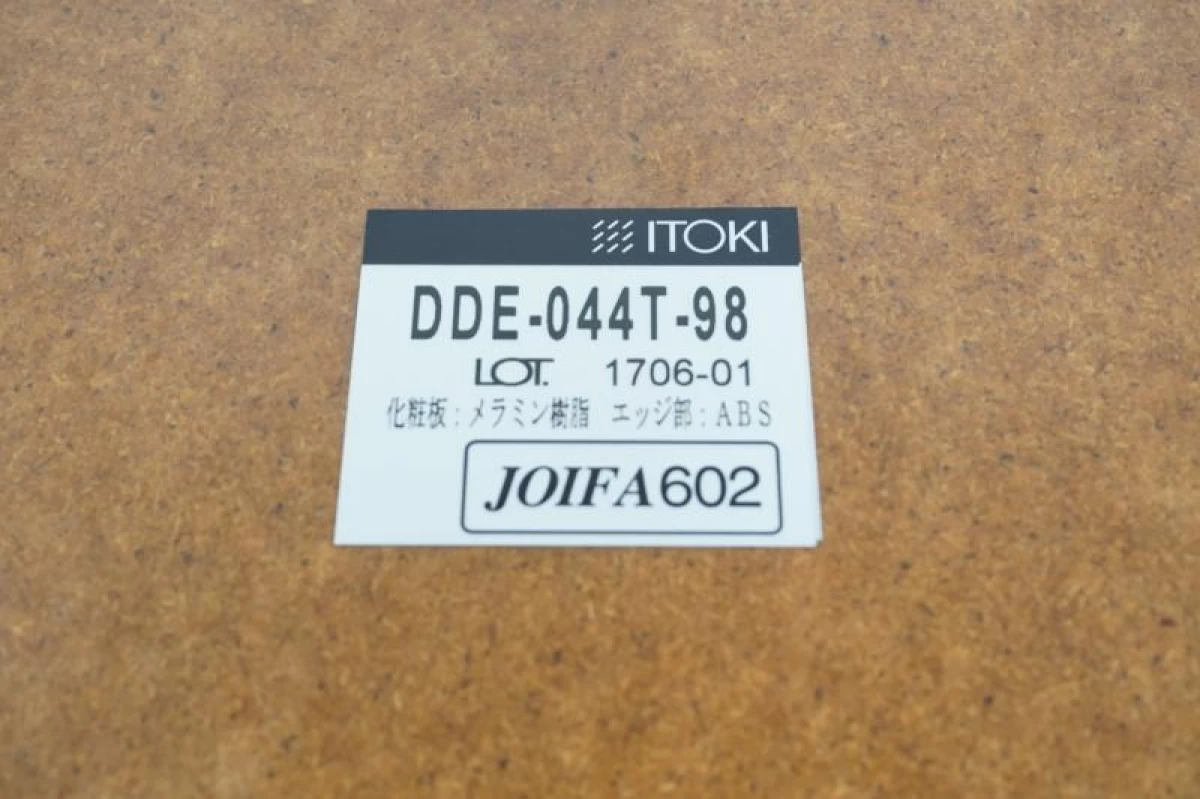 ITOKI
DDE-044T-98
LOT. 1706-01
化粧板：メラミン樹脂 エッジ部：ABS
JOIFA602